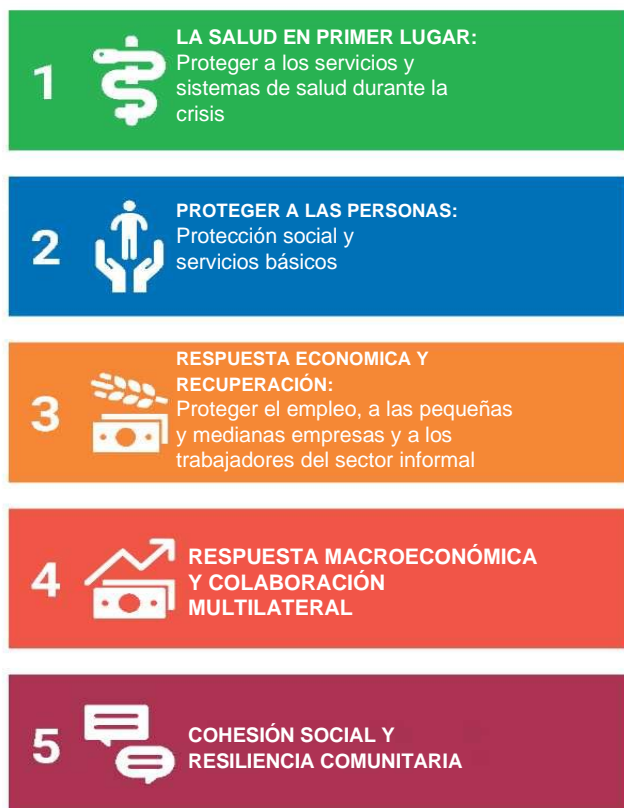 1
LA SALUD EN PRIMER LUGAR:
Proteger a los servicios y
sistemas de salud durante la
crisis
2
PROTEGER A LAS PERSONAS:
Protección social y
servicios básicos
3
RESPUESTA ECONOMICA Y
RECUPERACIÓN:
Proteger el empleo, a las pequeñas
y medianas empresas y a los
trabajadores del sector informal
4
RESPUESTA MACROECONÓMICA
Y COLABORACIÓN
MULTILATERAL
5
COHESIÓN SOCIAL Y
RESILIENCIA COMUNITARIA